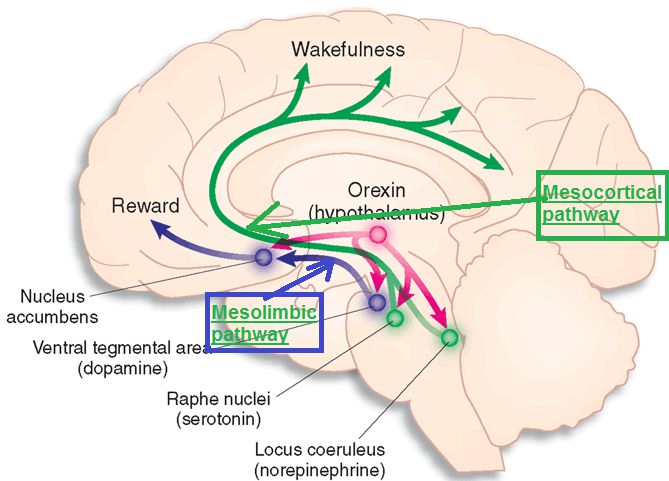 Wakefulness
Orexin
(hypothalamus)
Mesocortical
pathway
Reward
Nucleus
accumbens
Mesolimbic
pathway
Ventral tegmental area
(dopamine)
Raphe nuclei
(serotonin)
Locus coeruleus
(norepinephrine)